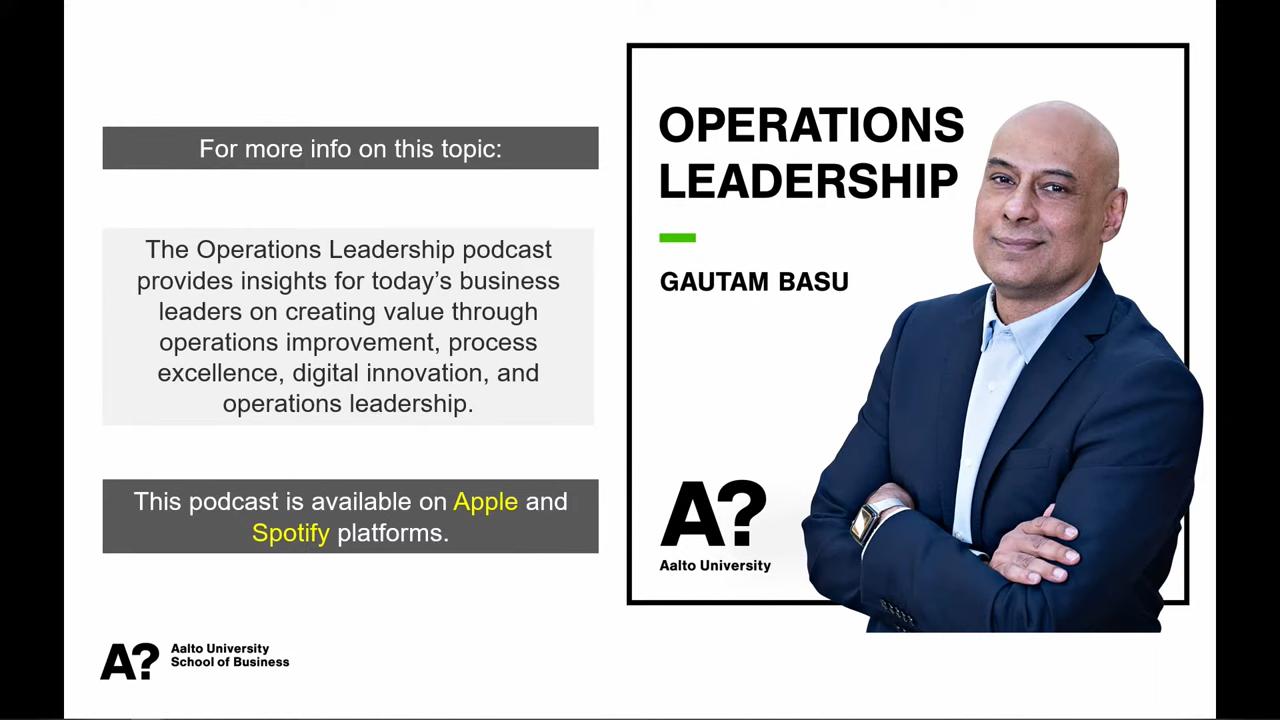 For more info on this topic:
The Operations Leadership podcast
provides insights for today’s business
leaders on creating value through
operations improvement, process
excellence, digital innovation, and
operations leadership.
This podcast is available on Apple and
Spotify platforms.
OPERATIONS
LEADERSHIP
GAUTAM BASU
A?
Aalto University
A?
Aalto University
School of Business